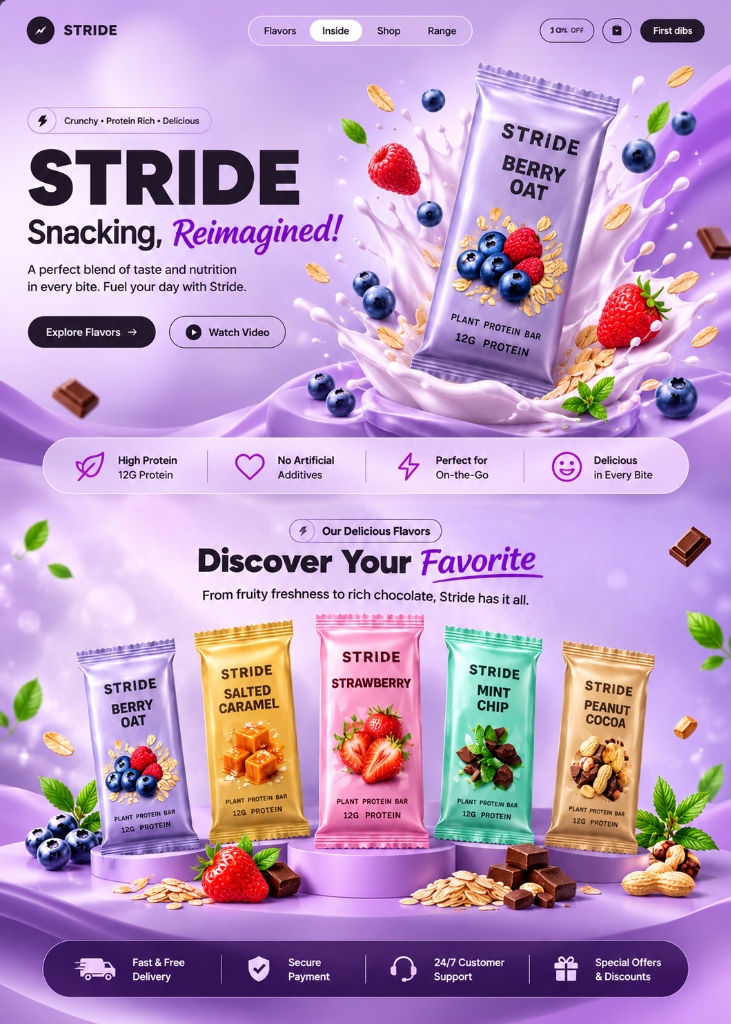 STRIDE
Flavors
Inside
Shop
Range
OFF
First dibs
Crunchy • Protein Rich • Delicious
STRIDE
Snacking, Reimagined!
A perfect blend of taste and nutrition
in every bite. Fuel your day with Stride.
Explore Flavors →
Watch Video
STRIDE
BERRY
OAT
PLANT PROTEIN BAR
12G PROTEIN
High Protein
12G Protein
No Artificial
Additives
Perfect for
On-the-Go
Delicious
in Every Bite
Our Delicious Flavors
Discover Your Favorite
From fruity freshness to rich chocolate, Stride has it all.
STRIDE
BERRY
OAT
PLANT PROTEIN BAR
12G PROTEIN
STRIDE
SALTED
CARAMEL
PLANT PROTEIN BAR
12G PROTEIN
STRIDE
STRAWBERRY
PLANT PROTEIN BAR
12G PROTEIN
STRIDE
MINT
CHIP
PLANT PROTEIN BAR
12G PROTEIN
STRIDE
PEANUT
COCOA
PLANT PROTEIN BAR
12G PROTEIN
Fast & Free
Delivery
Secure
Payment
24/7 Customer
Support
Special Offers
& Discounts